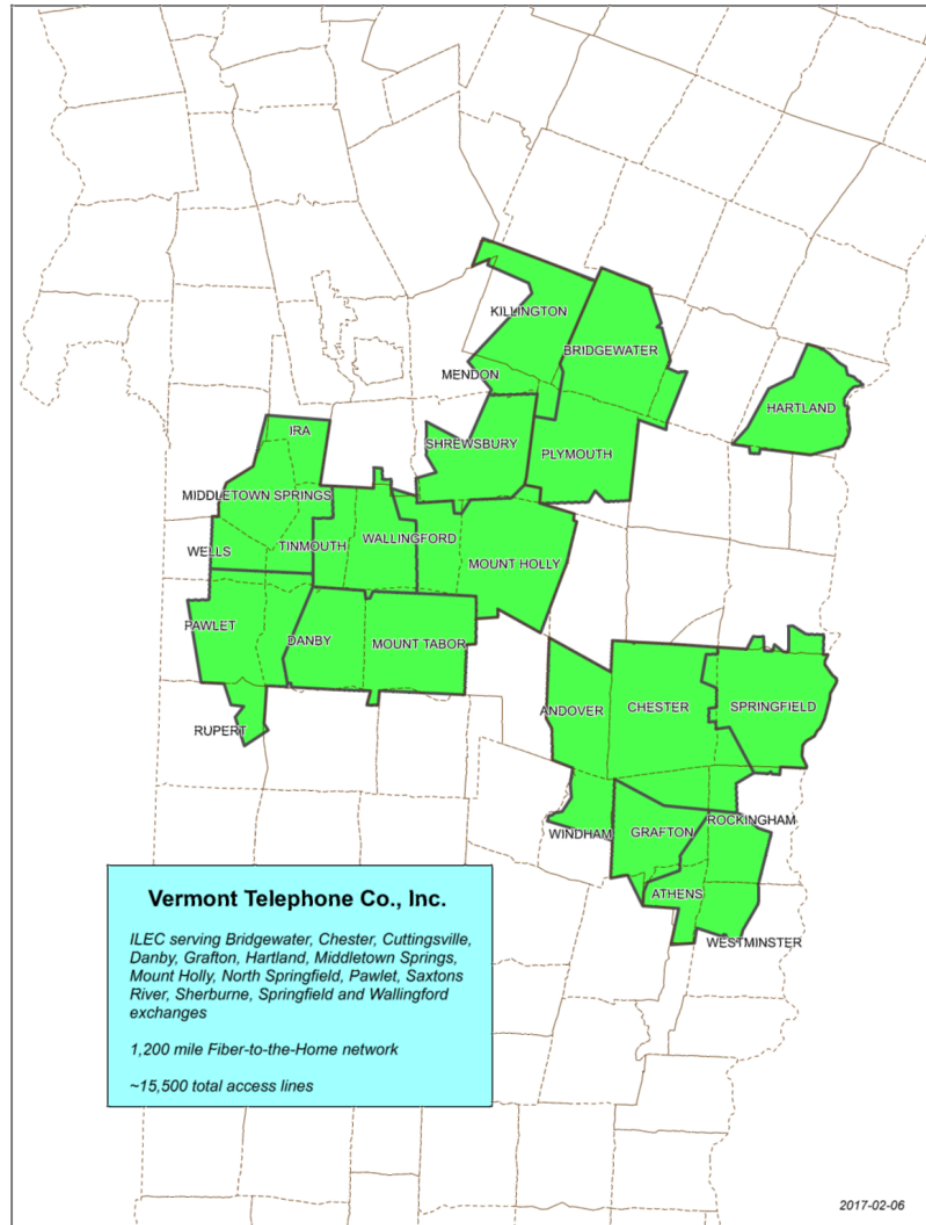 KILLINGTON
BRIDGEWATER
MENDON
HARTLAND
IRA
SHREWSBURY
PLYMOUTH
MIDDLETOWN SPRINGS
WELLS
TINMOUTH
WALLINGFORD
MOUNT HOLLY
PAWLET
DANBY
MOUNT TABOR
RUPERT
ANDOVER
CHESTER
SPRINGFIELD
WINDHAM
GRAFTON
ROCKINGHAM
ATHENS
WESTMINSTER
Vermont Telephone Co., Inc.
ILEC serving Bridgewater, Chester, Cuttingsville,
Danby, Grafton, Hartland, Middletown Springs,
Mount Holly, North Springfield, Pawlet, Saxtons
River, Sherburne, Springfield and Wallingford
exchanges
1,200 mile Fiber-to-the-Home network
~15,500 total access lines
2017-02-06